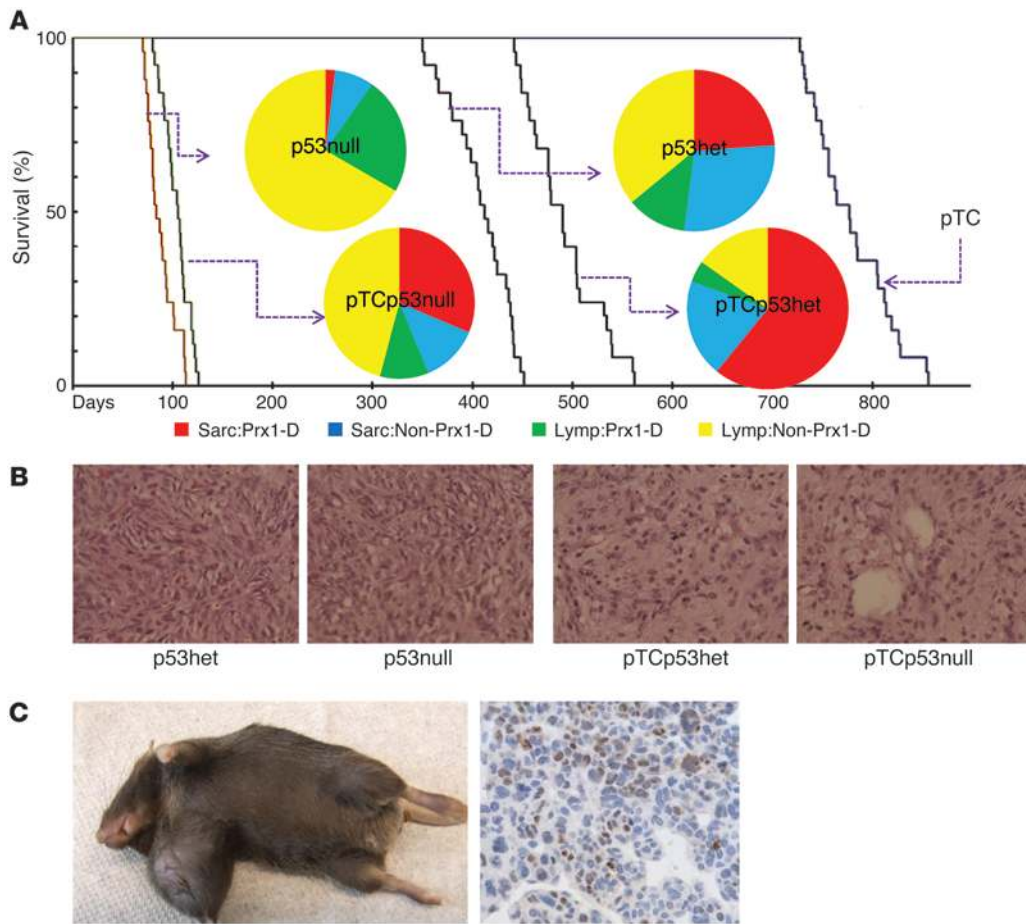 A
100
p53null
p53het
Survival (%)
50
pTC
pTCp53null
pTCp53het
0
Days 100 200 300 400 500 600 700 800
Sarc:Prx1-D Sarc:Non-Prx1-D Lymp:Prx1-D Lymp:Non-Prx1-D
B
p53het p53null pTCp53het pTCp53null
C